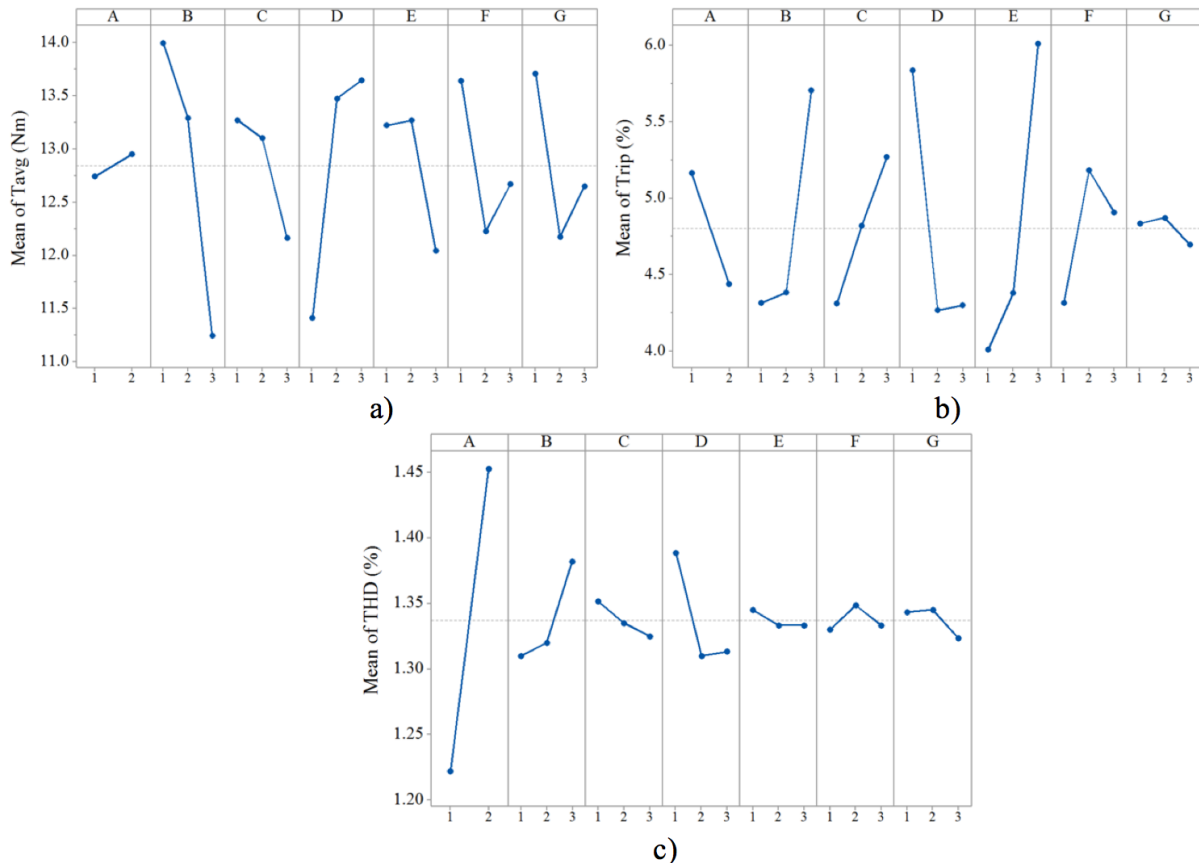 A B C D E F G
Mean of Tavg (Nm)
14.0
13.5
13.0
12.5
12.0
11.5
11.0
1 2 1 2 3 1 2 3 1 2 3 1 2 3 1 2 3 1 2 3
a)
A B C D E F G
Mean of Trip (%)
6.0
5.5
5.0
4.5
4.0
1 2 1 2 3 1 2 3 1 2 3 1 2 3 1 2 3 1 2 3
b)
A B C D E F G
Mean of THD (%)
1.45
1.40
1.35
1.30
1.25
1.20
1 2 1 2 3 1 2 3 1 2 3 1 2 3 1 2 3 1 2 3
c)